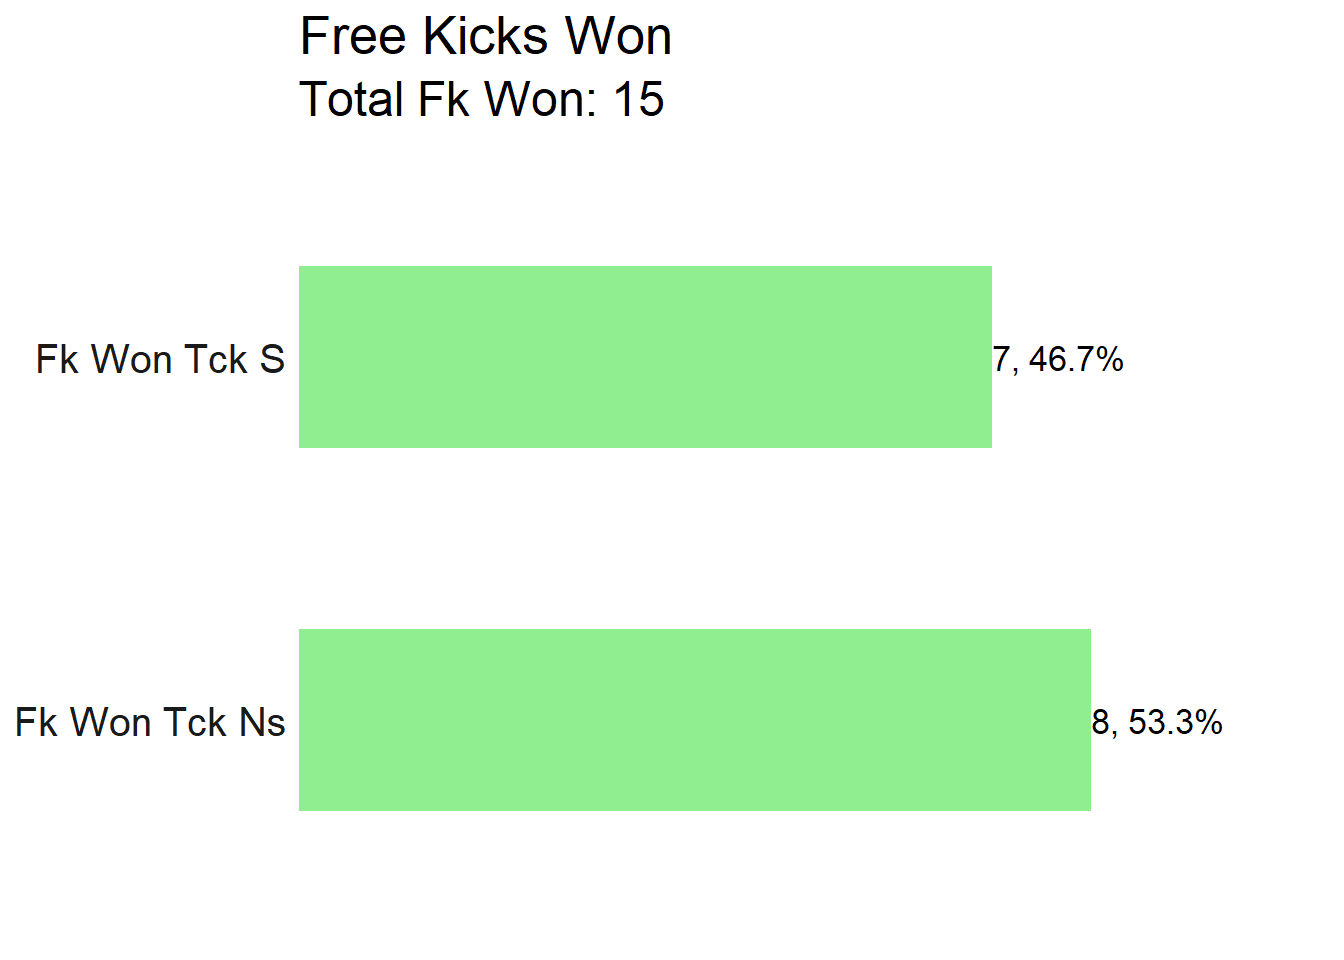 Free Kicks Won
Total Fk Won: 15
Fk Won Tck S
7, 46.7%
Fk Won Tck Ns
8, 53.3%